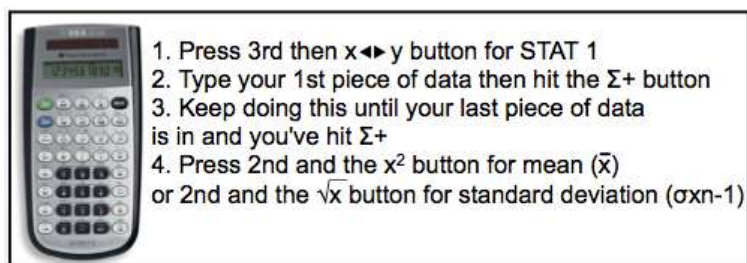 1234567890
1. Press 3rd then x◂▸y button for STAT 1
2. Type your 1st piece of data then hit the Σ+ button
3. Keep doing this until your last piece of data
is in and you've hit Σ+
4. Press 2nd and the x² button for mean (x̄)
or 2nd and the √x button for standard deviation (σxn-1)